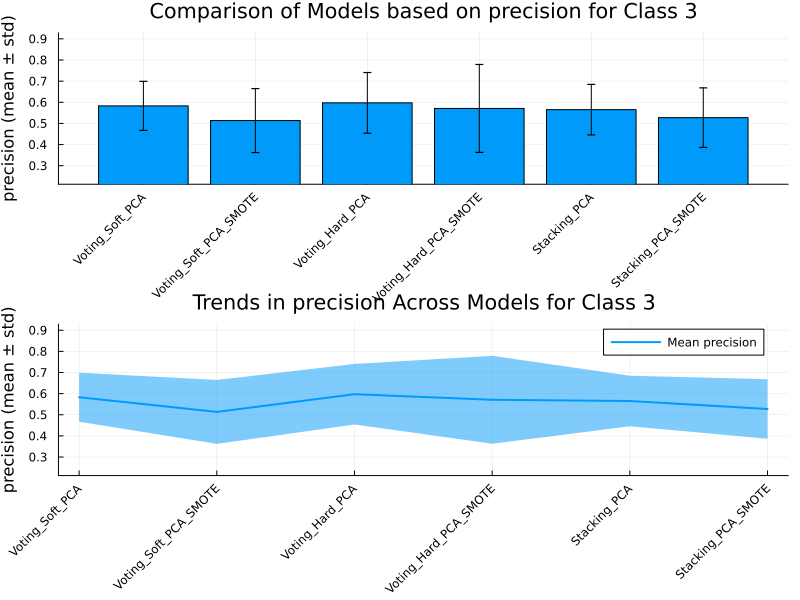 Comparison of Models based on precision for Class 3
precision (mean ± std)
0.9
0.8
0.7
0.6
0.5
0.4
0.3
Voting_Soft_PCA
Voting_Soft_PCA_SMOTE
Voting_Hard_PCA
Voting_Hard_PCA_SMOTE
Stacking_PCA
Stacking_PCA_SMOTE
Trends in precision Across Models for Class 3
precision (mean ± std)
0.9
0.8
0.7
0.6
0.5
0.4
0.3
Mean precision
Voting_Soft_PCA
Voting_Soft_PCA_SMOTE
Voting_Hard_PCA
Voting_Hard_PCA_SMOTE
Stacking_PCA
Stacking_PCA_SMOTE